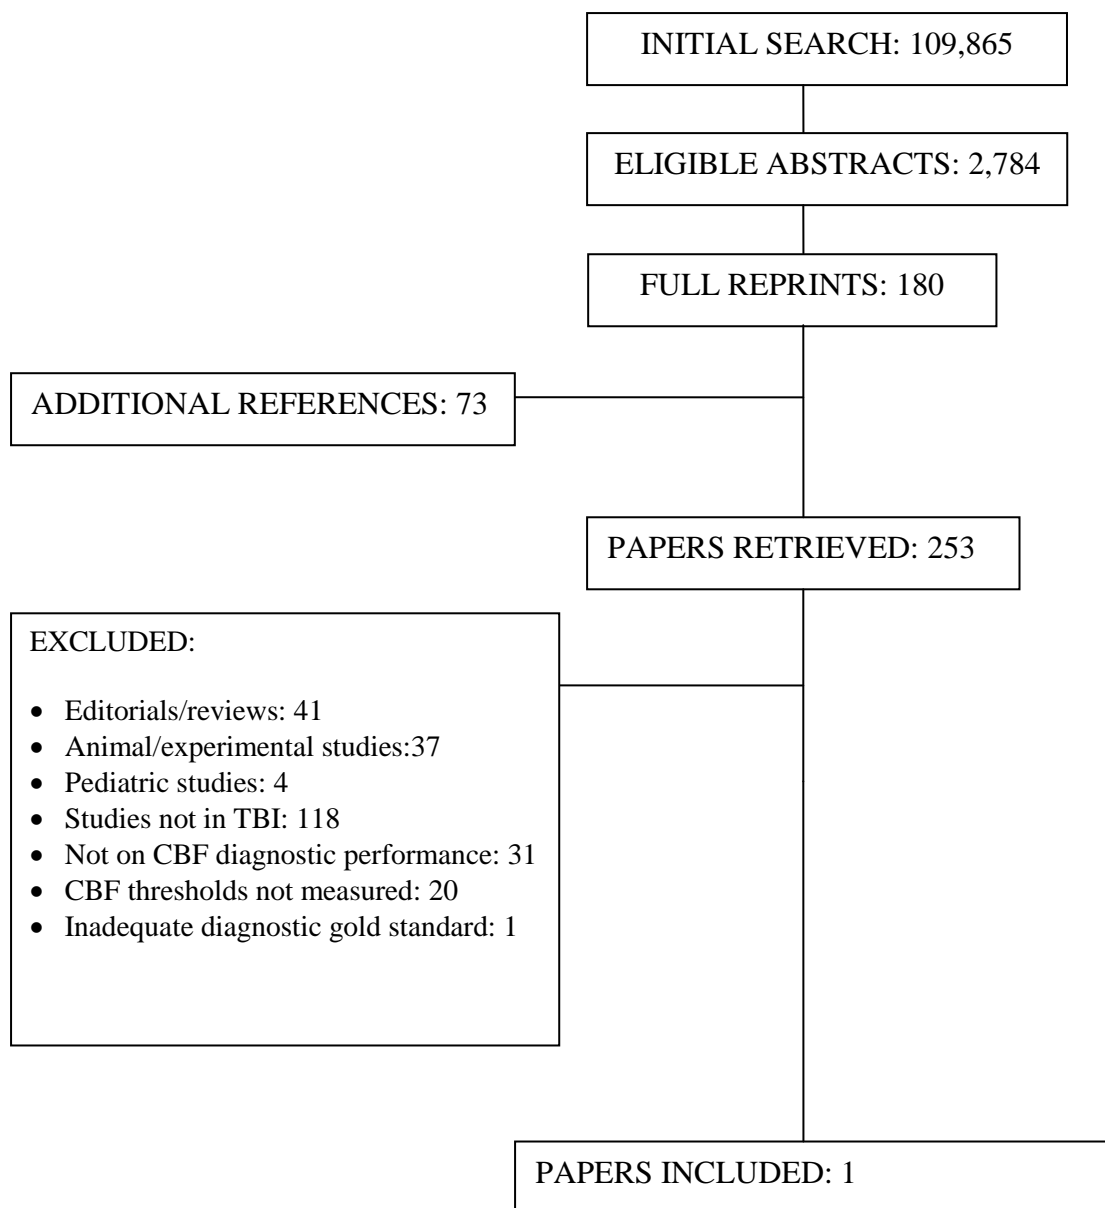 INITIAL SEARCH: 109,865
ELIGIBLE ABSTRACTS: 2,784
FULL REPRINTS: 180
ADDITIONAL REFERENCES: 73
PAPERS RETRIEVED: 253
EXCLUDED:
• Editorials/reviews: 41
• Animal/experimental studies:37
• Pediatric studies: 4
• Studies not in TBI: 118
• Not on CBF diagnostic performance: 31
• CBF thresholds not measured: 20
• Inadequate diagnostic gold standard: 1
PAPERS INCLUDED: 1